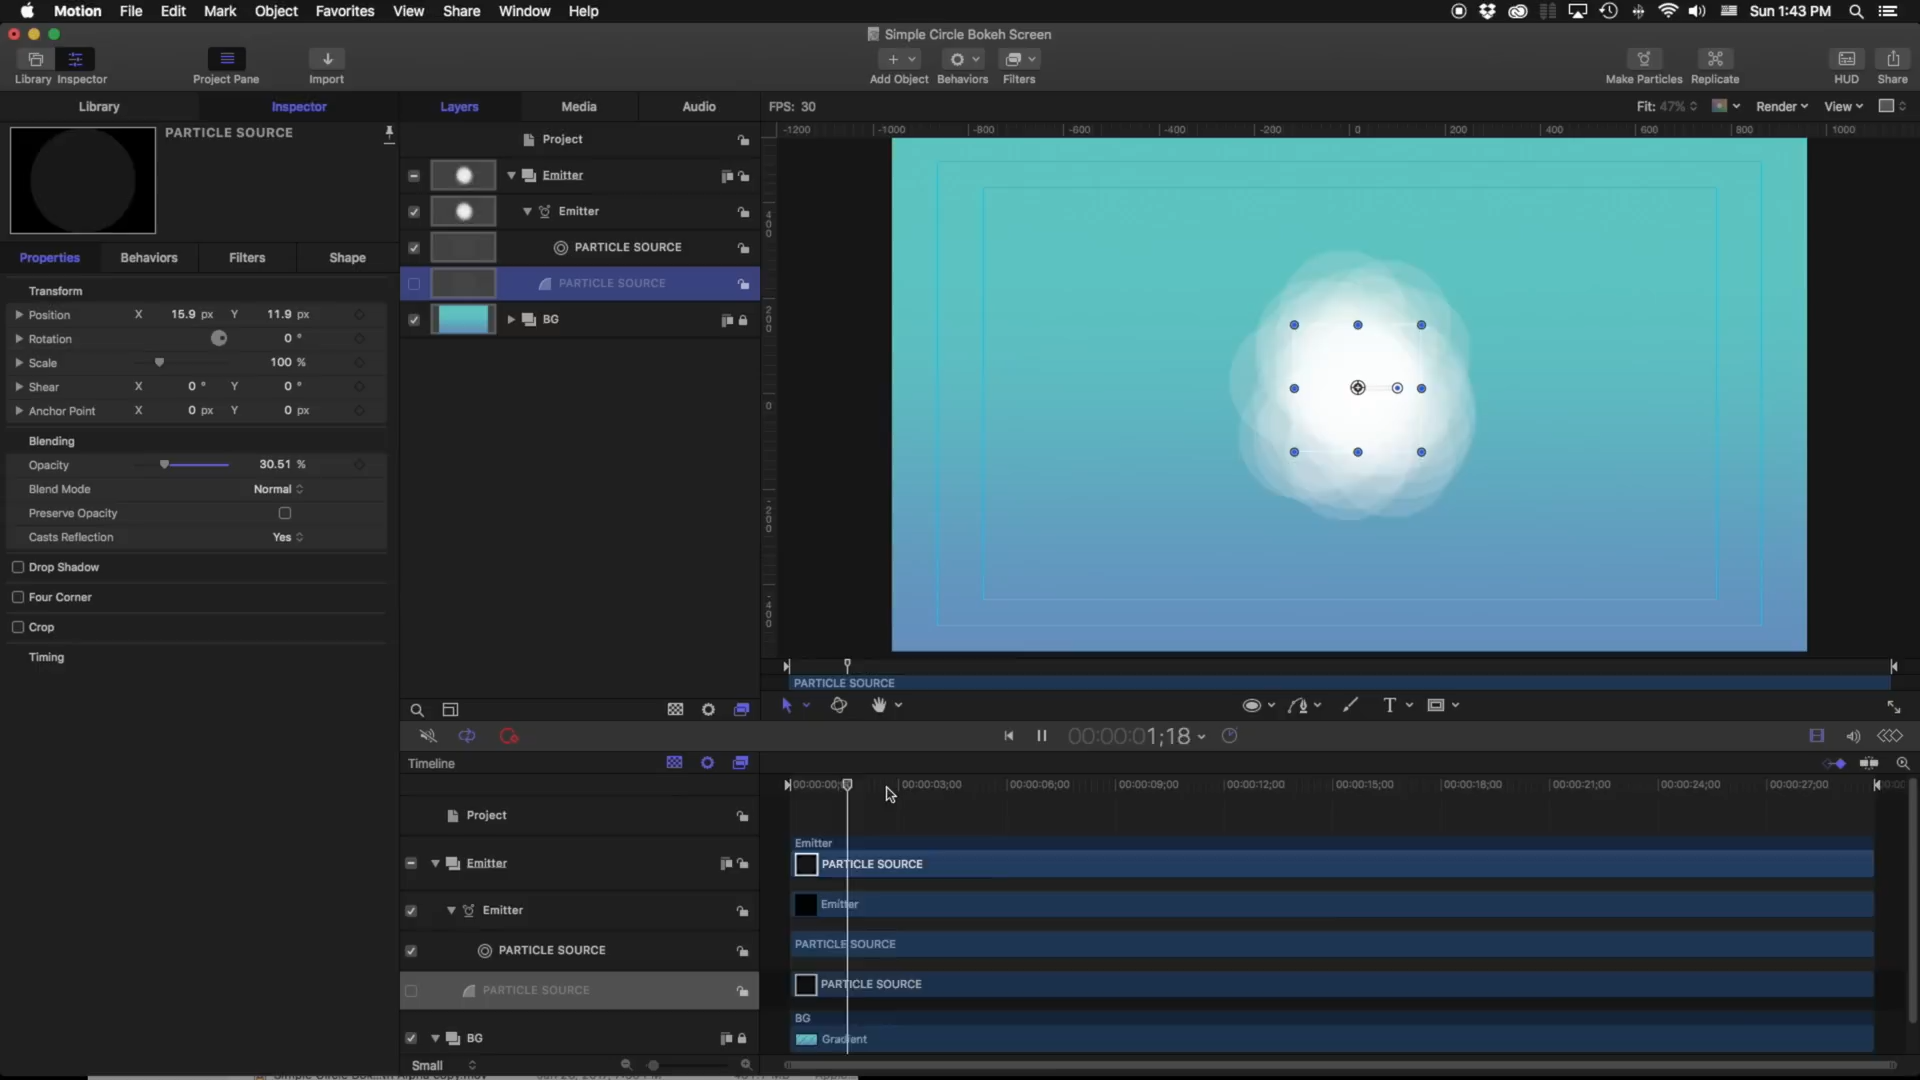 Motion File Edit Mark Object Favorites View Share Window Help Sun 1:43 PM
Simple Circle Bokeh Screen
Library Inspector Project Pane Import Add Object Behaviors Filters Make Particles Replicate HUD Share
Library Inspector Layers Media Audio FPS: 30 Fit: 47% Render View
PARTICLE SOURCE
Properties Behaviors Filters Shape
Transform
Position X 15.9 px Y 11.9 px
Rotation 0 °
Scale 100 %
Shear X 0 ° Y 0 °
Anchor Point X 0 px Y 0 px
Blending
Opacity 30.51 %
Blend Mode Normal
Preserve Opacity
Casts Reflection Yes
Drop Shadow
Four Corner
Crop
Timing
Project
Emitter
Emitter
PARTICLE SOURCE
PARTICLE SOURCE
BG
-1200 -1000 -800 -600 -400 -200 0 200 400 600 800 1000
400
200
0
-200
-400
PARTICLE SOURCE
T
00:00:01;18
Timeline
00:00:00; 00:00:03;00 00:00:06;00 00:00:09;00 00:00:12;00 00:00:15;00 00:00:18;00 00:00:21;00 00:00:24;00 00:00:27;00
Project
Emitter
Emitter
PARTICLE SOURCE
PARTICLE SOURCE
BG
Small
Emitter
PARTICLE SOURCE
Emitter
PARTICLE SOURCE
PARTICLE SOURCE
BG
Gradient